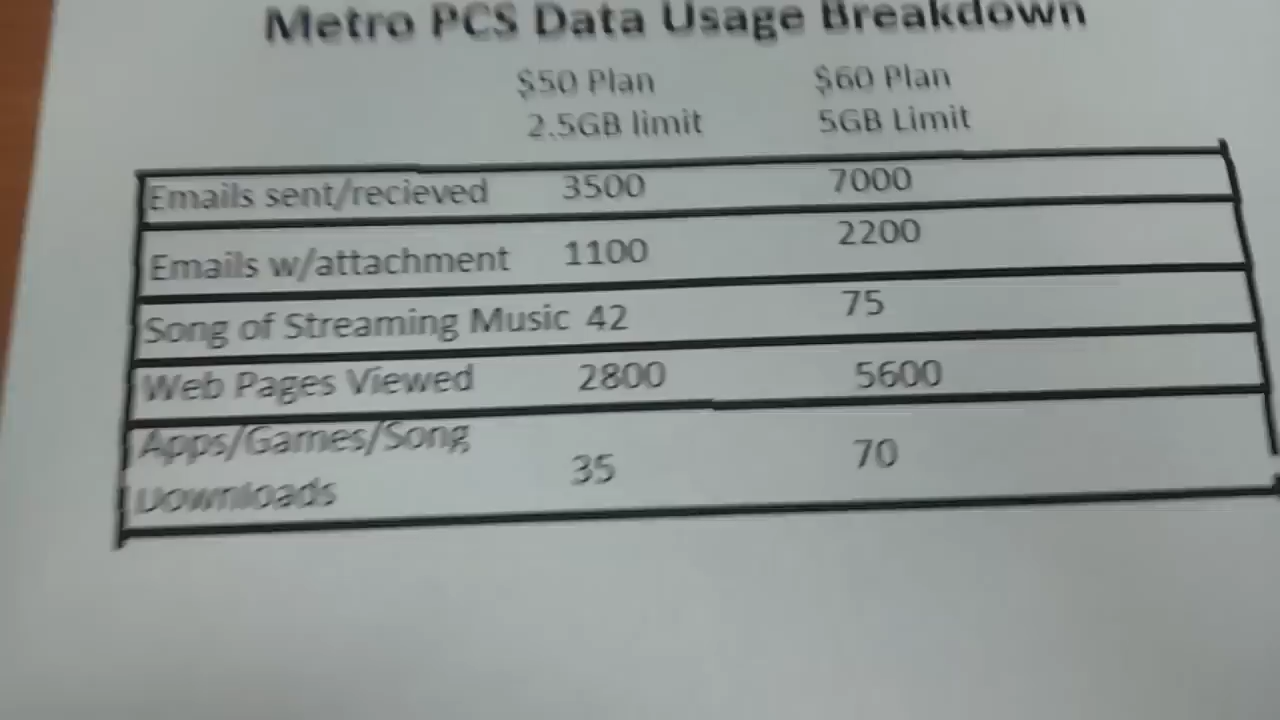 Metro PCS Data Usage Breakdown
$50 Plan $60 Plan
2.5GB limit 5GB Limit
Emails sent/recieved 3500 7000
Emails w/attachment 1100 2200
Song of Streaming Music 42 75
Web Pages Viewed 2800 5600
Apps/Games/Song
Downloads 35 70